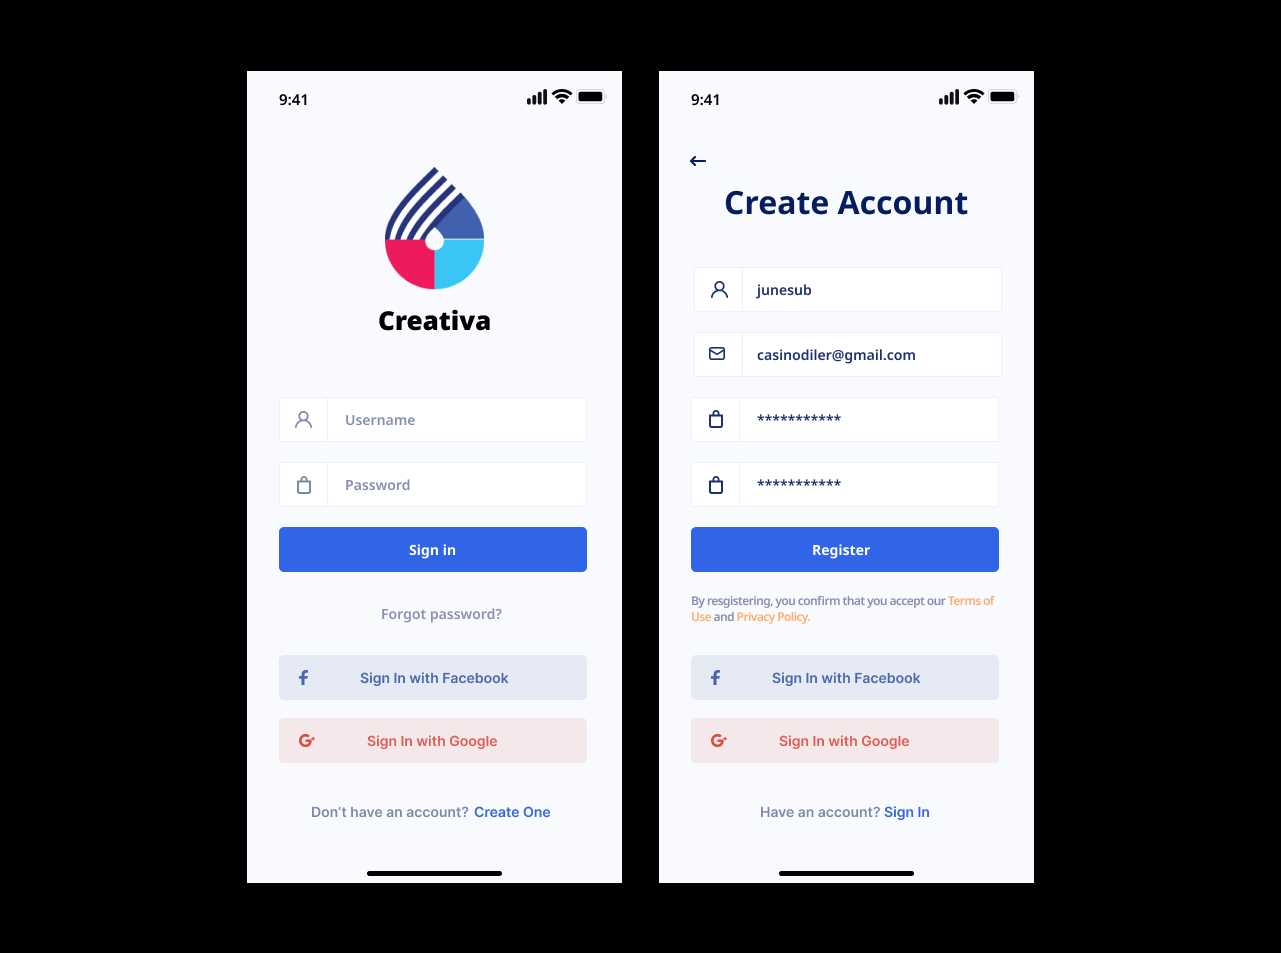 9:41
Creativa
Username
Password
Sign in
Forgot password?
Sign In with Facebook
Sign In with Google
Don't have an account? Create One
9:41
Create Account
junesub
casinodiler@gmail.com
***********
***********
Register
By resgistering, you confirm that you accept our Terms of
Use and Privacy Policy.
Sign In with Facebook
Sign In with Google
Have an account? Sign In